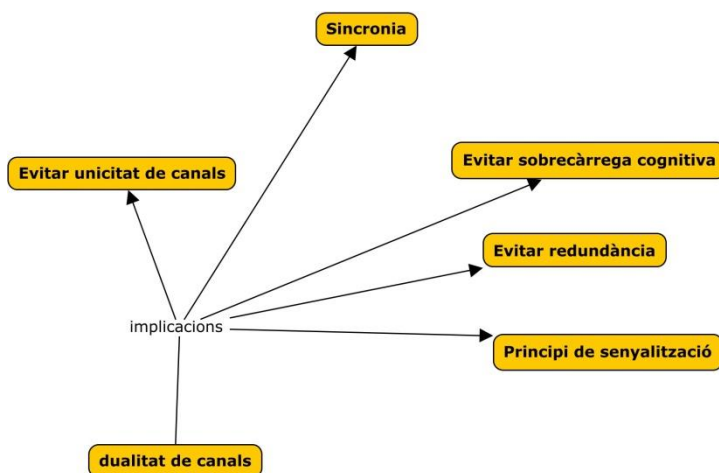 Sincronia
Evitar sobrecàrrega cognitiva
Evitar unicitat de canals
Evitar redundància
implicacions
Principi de senyalització
dualitat de canals